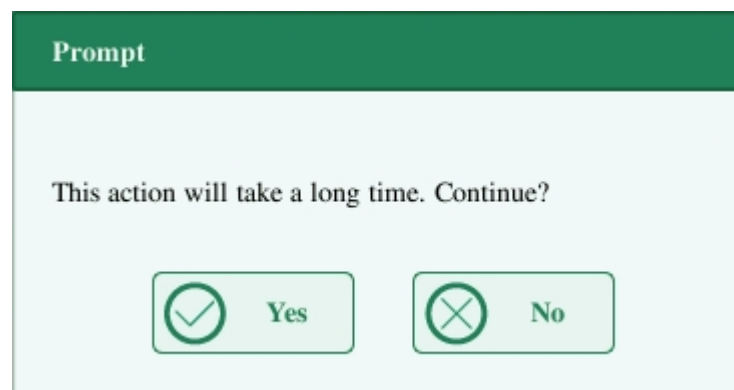 Prompt
This action will take a long time. Continue?
Yes No